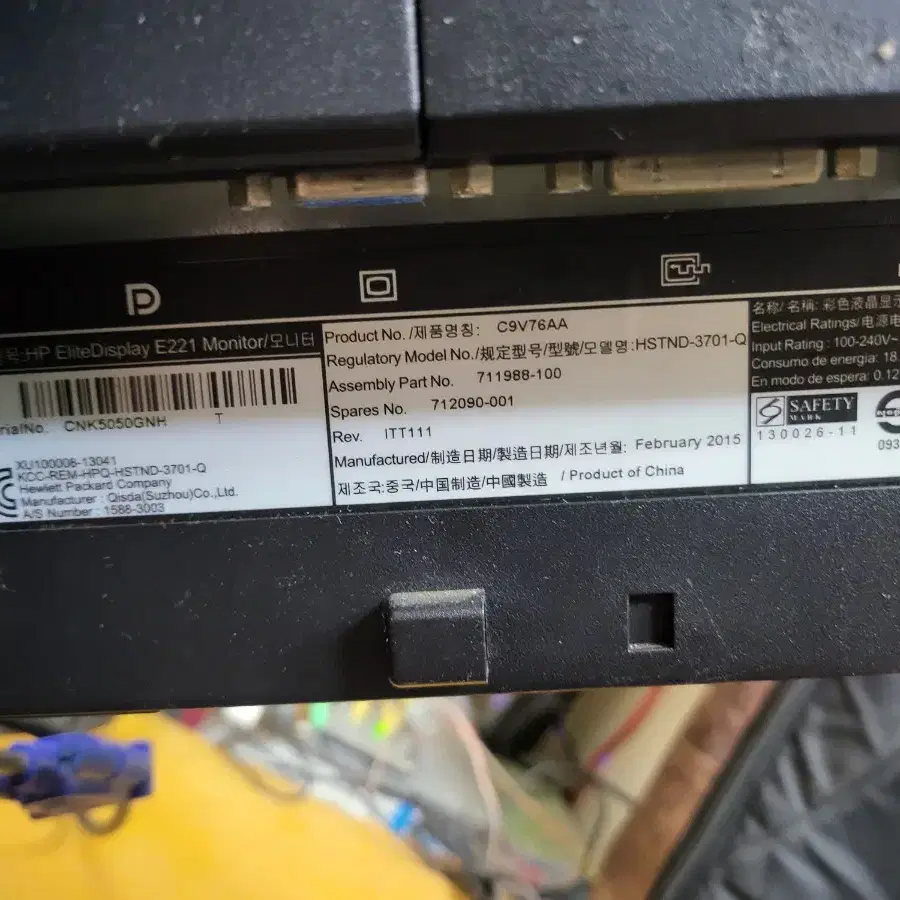 HP EliteDisplay E221 Monitor/모니터
CNK5050GNH
T
XU100006-13041
KCC-REM-HPQ-HSTND-3701-Q
Hewlett Packard Company
Manufacturer : Qisda(Suzhou)Co.,Ltd.
A/S Number : 1588-3003
Product No./제품명칭: C9V76AA
Regulatory Model No./规定型号/型號/모델명:HSTND-3701-Q
Assembly Part No. 711988-100
Spares No. 712090-001
Rev. ITT111
Manufactured/制造日期/製造日期/제조년월: February 2015
제조국:중국/中国制造/中國製造 / Product of China
名称/ 名稱: 彩色液晶显示
Electrical Ratings/电源电
Input Rating : 100-240V~
Consumo de energia: 18.
En modo de espera: 0.12
SAFETY
MARK
130026-11
093